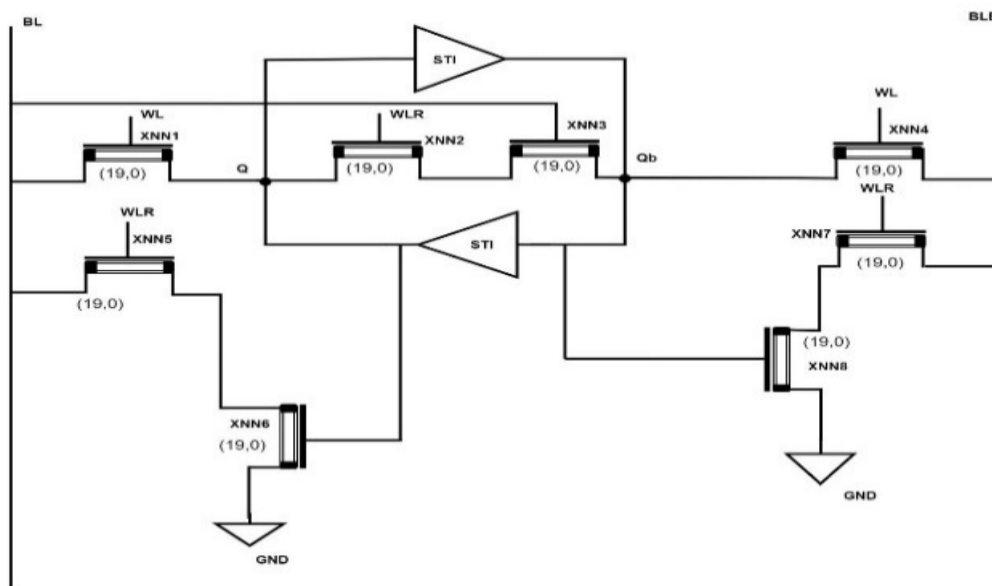 BL
BLB
STI
WL
WLR
XNN3
WL
XNN1
XNN2
XNN4
Q
(19,0)
(19,0)
(19,0)
Qb
(19,0)
WLR
WLR
XNN5
STI
XNN7
(19,0)
(19,0)
(19,0)
XNN8
XNN6
(19,0)
GND
GND